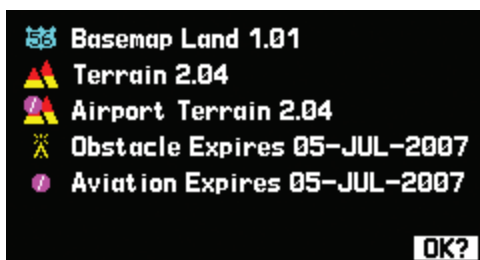 56 Basemap Land 1.01
Terrain 2.04
Airport Terrain 2.04
Obstacle Expires 05-JUL-2007
Aviation Expires 05-JUL-2007
OK?